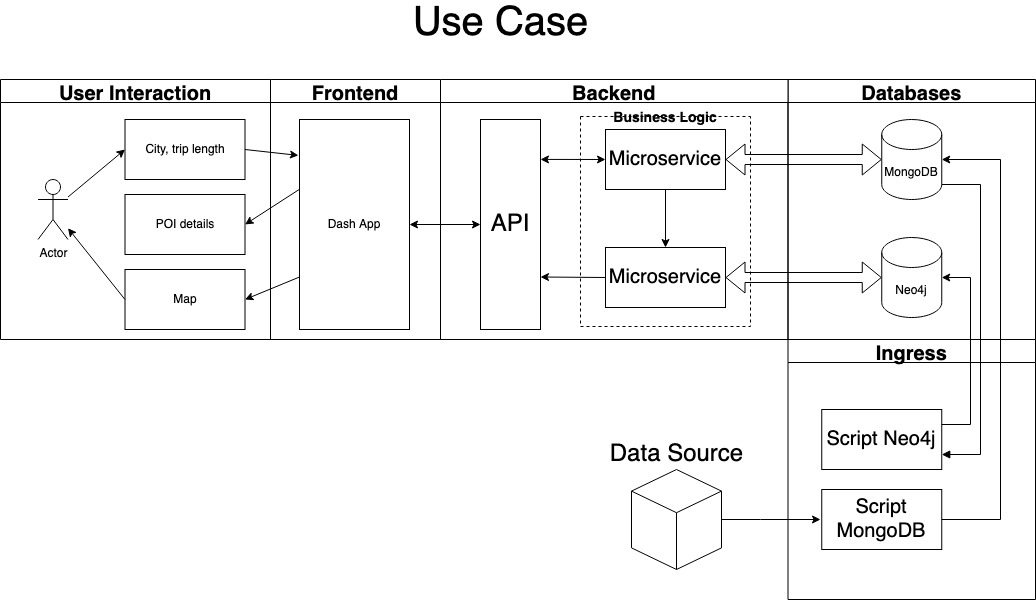 Use Case
User Interaction
Frontend
Backend
Databases
City, trip length
POI details
Map
Actor
Dash App
API
Business Logic
Microservice
Microservice
MongoDB
Neo4j
Ingress
Script Neo4j
Script
MongoDB
Data Source